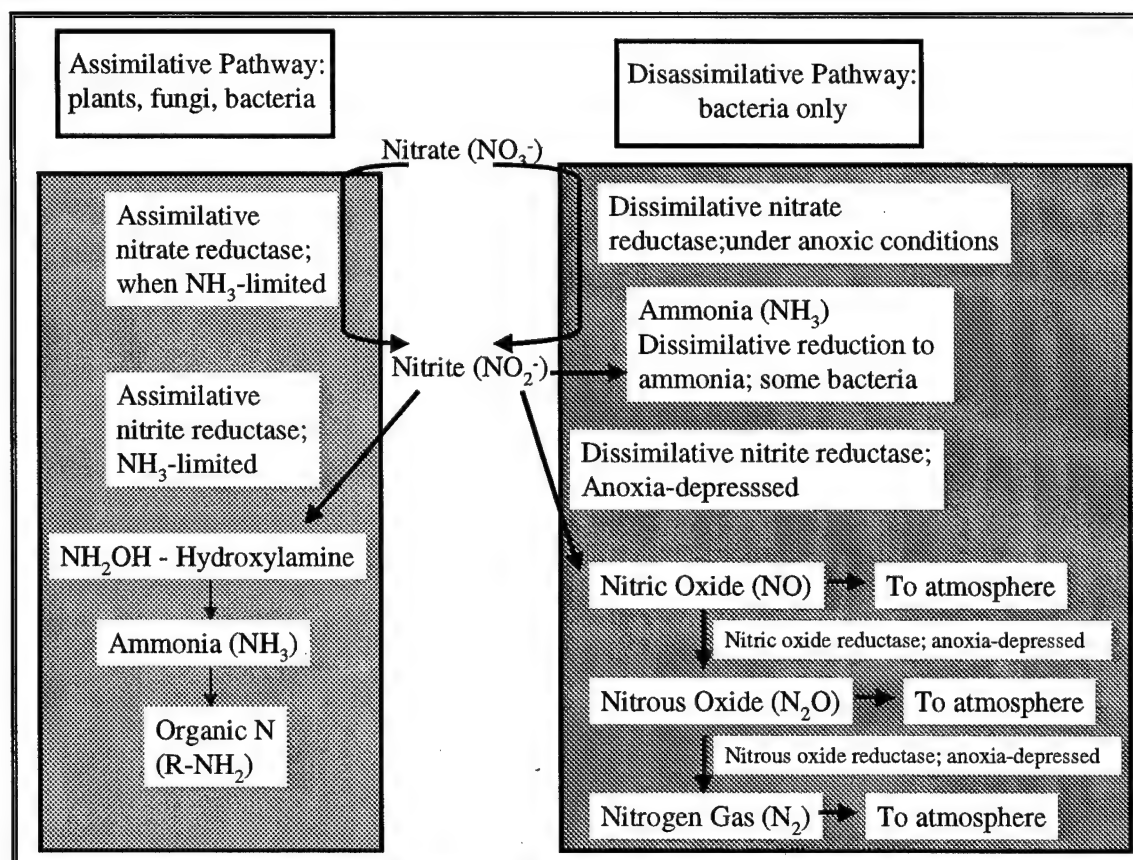 Assimilative Pathway:
plants, fungi, bacteria
Disassimilative Pathway:
bacteria only
Nitrate (NO₃⁻)
Assimilative
nitrate reductase;
when NH₃-limited
Dissimilative nitrate
reductase;under anoxic conditions
Ammonia (NH₃)
Dissimilative reduction to
ammonia; some bacteria
Nitrite (NO₂⁻)
Assimilative
nitrite reductase;
NH₃-limited
Dissimilative nitrite reductase;
Anoxia-depresssed
NH₂OH - Hydroxylamine
Ammonia (NH₃)
Organic N
(R-NH₂)
Nitric Oxide (NO)
To atmosphere
Nitric oxide reductase; anoxia-depressed
Nitrous Oxide (N₂O)
To atmosphere
Nitrous oxide reductase; anoxia-depressed
Nitrogen Gas (N₂)
To atmosphere